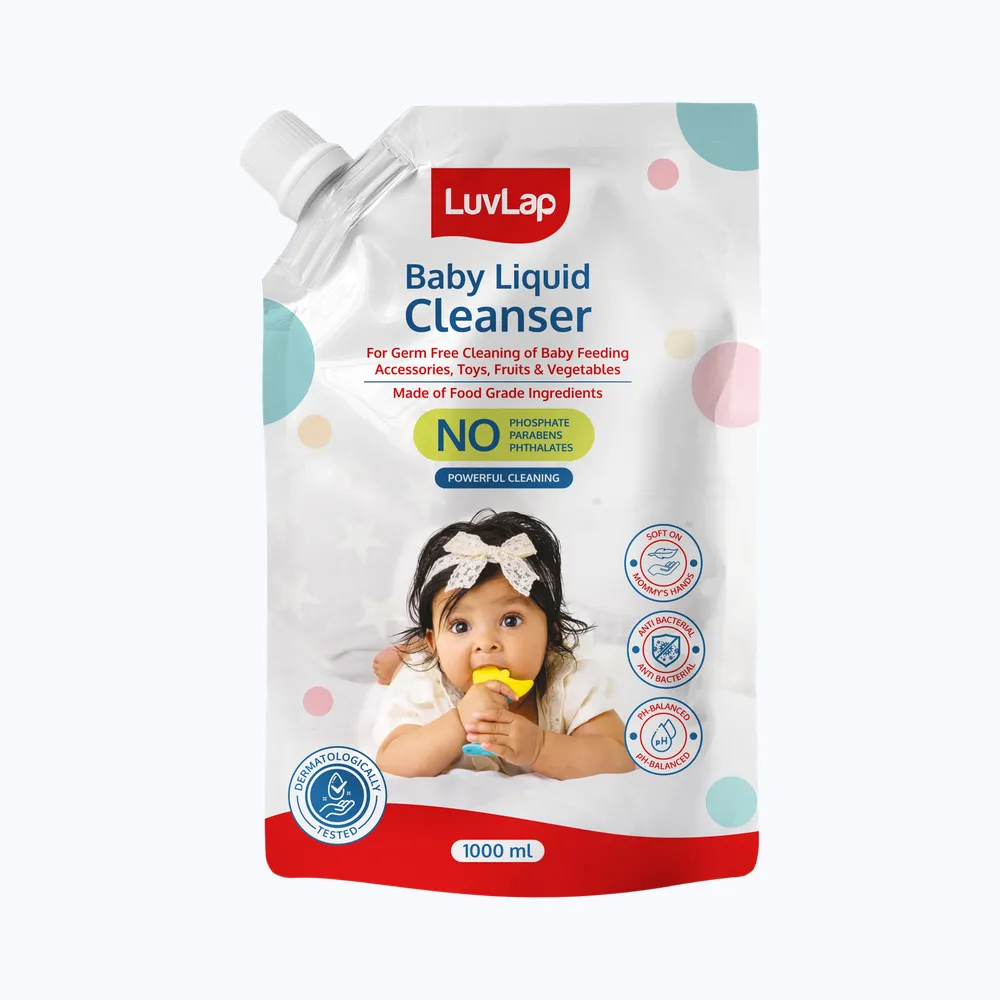 LuvLap
Baby Liquid
Cleanser
For Germ Free Cleaning of Baby Feeding
Accessories, Toys, Fruits & Vegetables
Made of Food Grade Ingredients
NO
PHOSPHATE
PARABENS
PHTHALATES
POWERFUL CLEANING
SOFT ON
MOMMY'S HANDS
ANTI BACTERIAL
ANTI BACTERIAL
PH-BALANCED
pH
PH-BALANCED
DERMATOLOGICALLY
TESTED
1000 ml